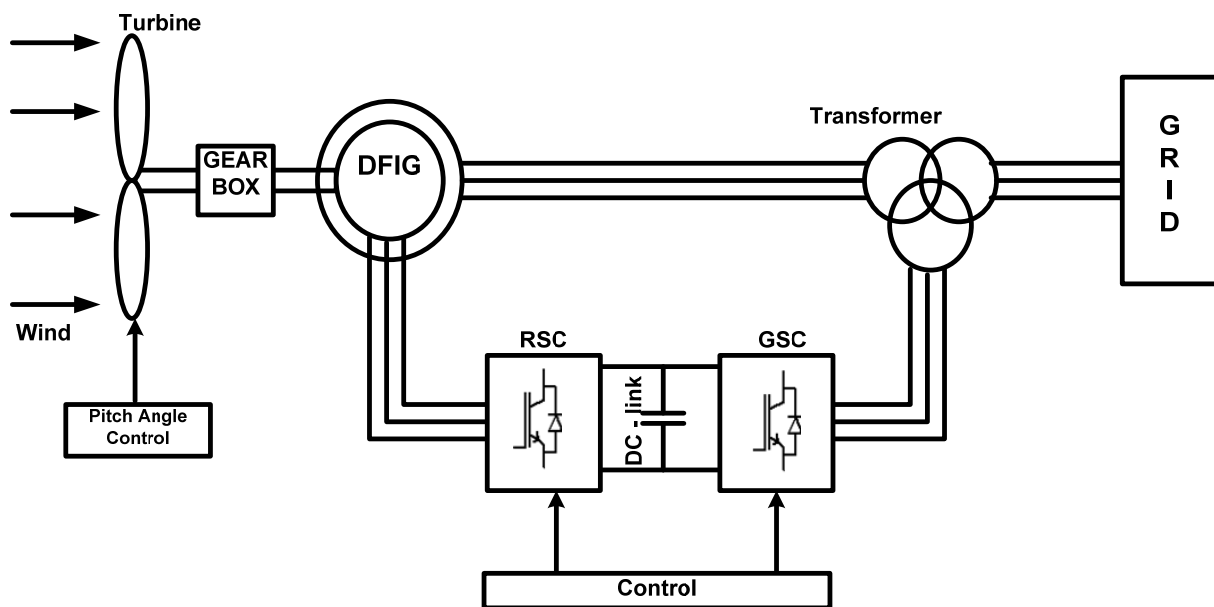 Turbine
Transformer
GEAR
BOX
DFIG
G
R
I
D
Wind
RSC
GSC
DC - link
Pitch Angle
Control
Control